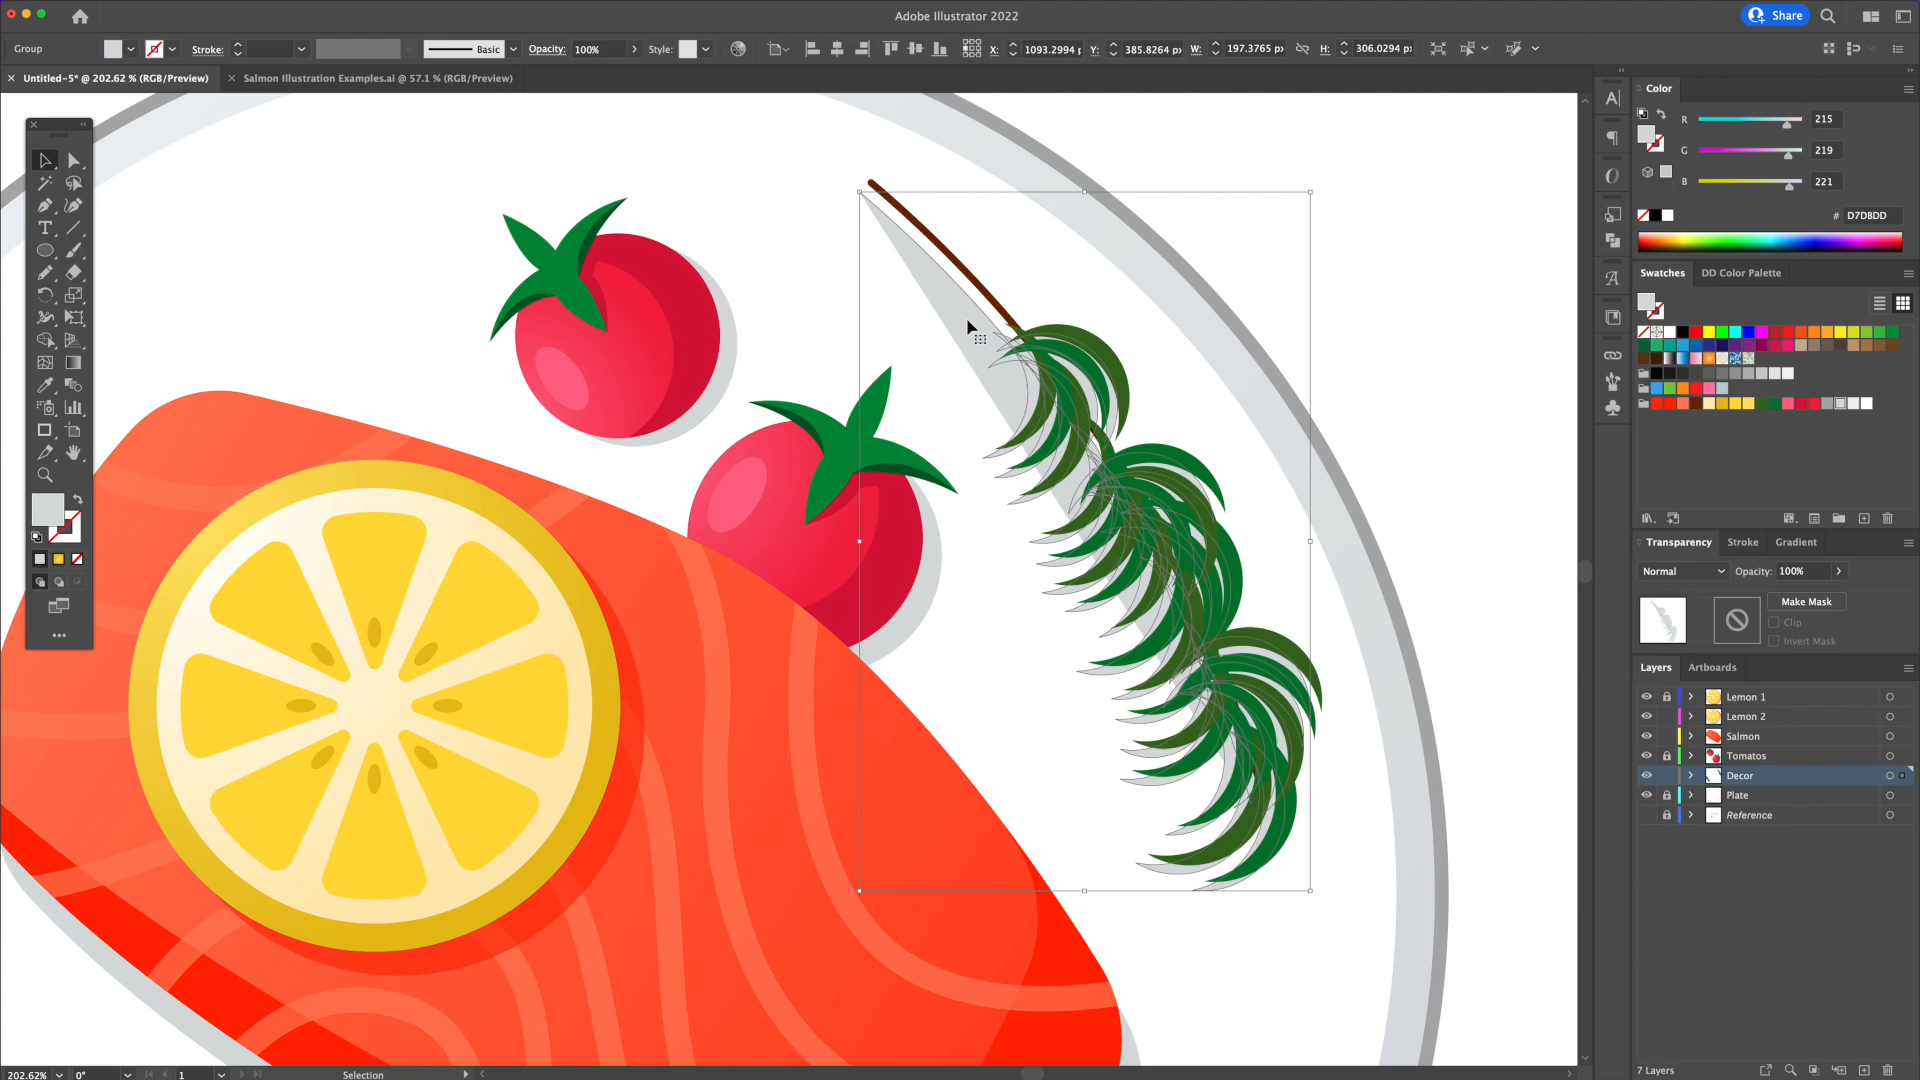 Adobe Illustrator 2022
Share
Group
Stroke:
Basic
Opacity: 100%
Style:
X: 1093.2994 p
Y: 385.8264 px
W: 197.3765 px
H: 306.0294 px
Untitled-5* @ 202.62 % (RGB/Preview)
Salmon Illustration Examples.ai @ 57.1 % (RGB/Preview)
Color
R 215
G 219
B 221
# D7DBDD
Swatches
DD Color Palette
Transparency
Stroke
Gradient
Normal
Opacity: 100%
Make Mask
Clip
Invert Mask
Layers
Artboards
Lemon 1
Lemon 2
Salmon
Tomatos
Decor
Plate
Reference
7 Layers
202.62%
0°
1
Selection